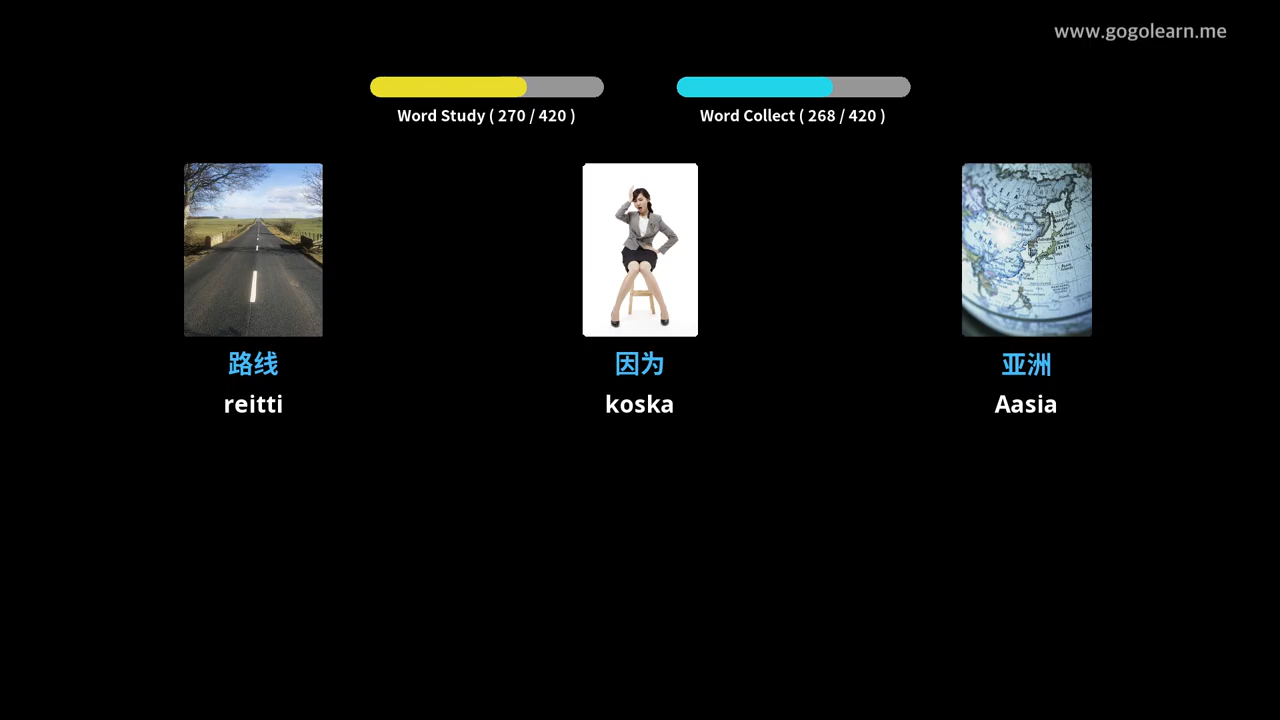 www.gogolearn.me
Word Study ( 270 / 420 )
Word Collect ( 268 / 420 )
路线
因为
亚洲
reitti
koska
Aasia